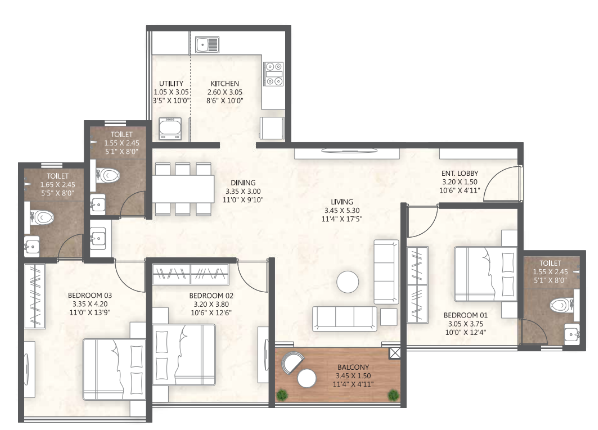 UTILITY
1.05 X 3.05
3'5" X 10'0"
KITCHEN
2.60 X 3.05
8'6" X 10'0"
TOILET
1.55 X 2.45
5'1" X 8'0"
TOILET
1.65 X 2.45
5'5" X 8'0"
DINING
3.35 X 3.00
11'0" X 9'10"
ENT. LOBBY
3.20 X 1.50
10'6" X 4'11"
LIVING
3.45 X 5.30
11'4" X 17'5"
TOILET
1.55 X 2.45
5'1" X 8'0"
BEDROOM 03
3.35 X 4.20
11'0" X 13'9"
BEDROOM 02
3.20 X 3.80
10'6" X 12'6"
BEDROOM 01
3.05 X 3.75
10'0" X 12'4"
BALCONY
3.45 X 1.50
11'4" X 4'11"